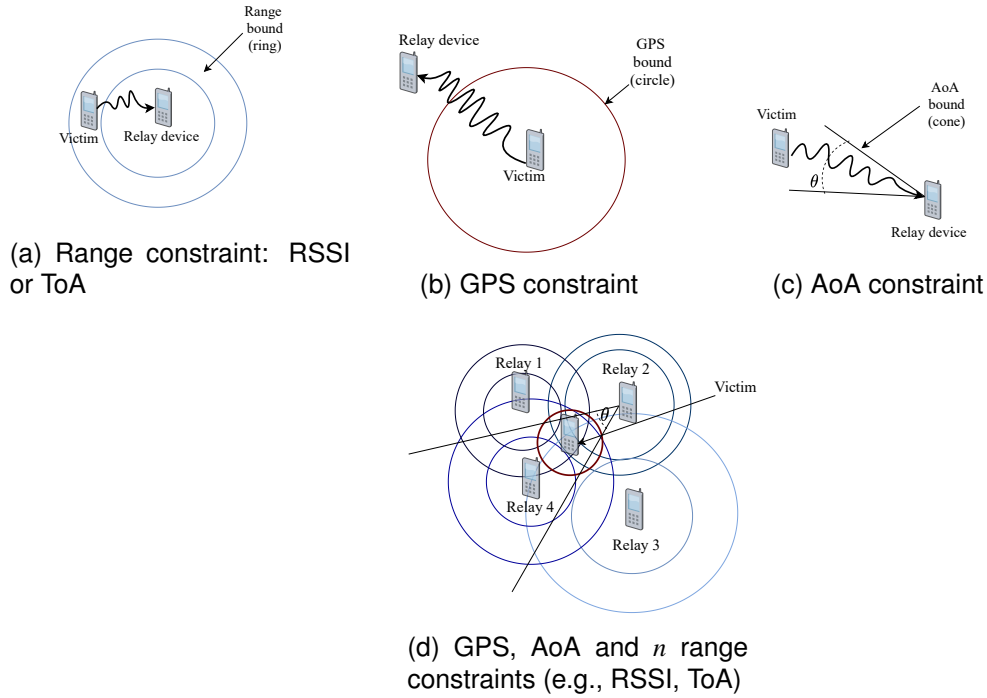 Range
bound
(ring)
Victim
Relay device
(a) Range constraint: RSSI
or ToA
Relay device
GPS
bound
(circle)
Victim
(b) GPS constraint
Victim
AoA
bound
(cone)
θ
Relay device
(c) AoA constraint
Relay 1
Relay 2
Victim
θ
Relay 4
Relay 3
(d) GPS, AoA and n range
constraints (e.g., RSSI, ToA)